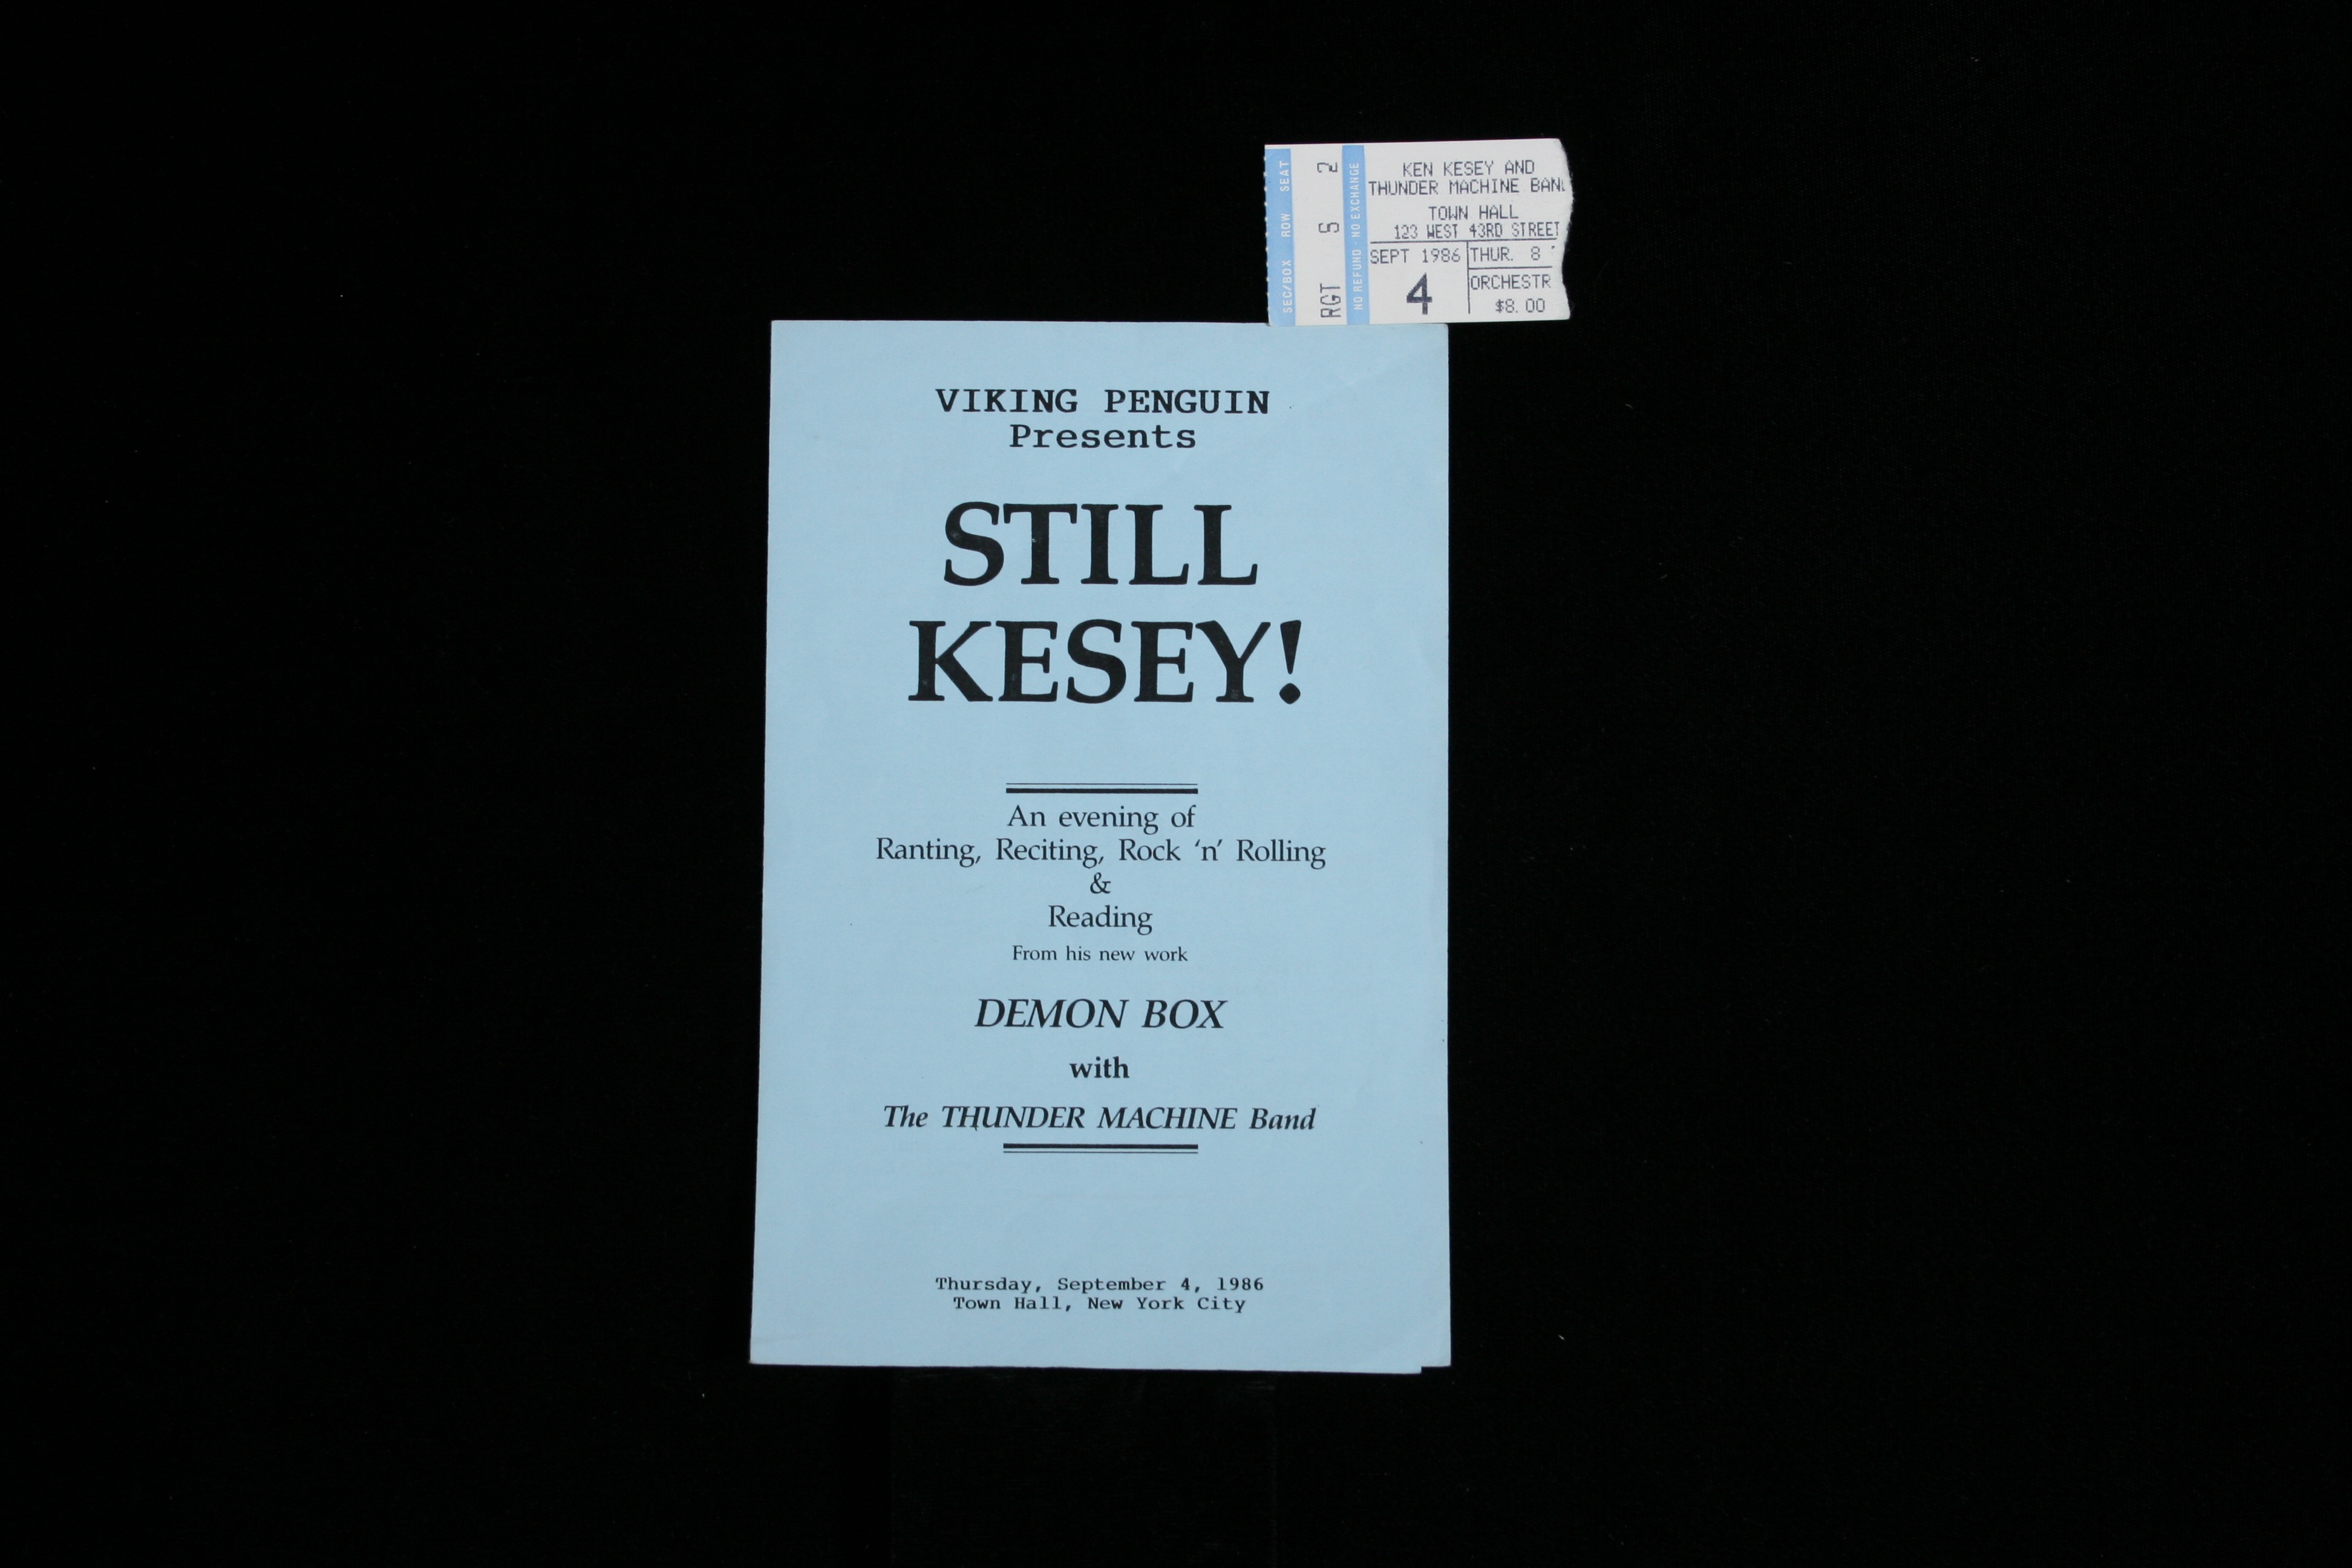 SEC/BOX ROW SEAT
RGT S 2
NO REFUND - NO EXCHANGE
KEN KESEY AND
THUNDER MACHINE BAN
TOWN HALL
123 WEST 43RD STREET
SEPT 1986
4
THUR. 8
ORCHESTR
$8.00
VIKING PENGUIN
Presents
STILL
KESEY!
An evening of
Ranting, Reciting, Rock 'n' Rolling
&
Reading
From his new work
DEMON BOX
with
The THUNDER MACHINE Band
Thursday, September 4, 1986
Town Hall, New York City